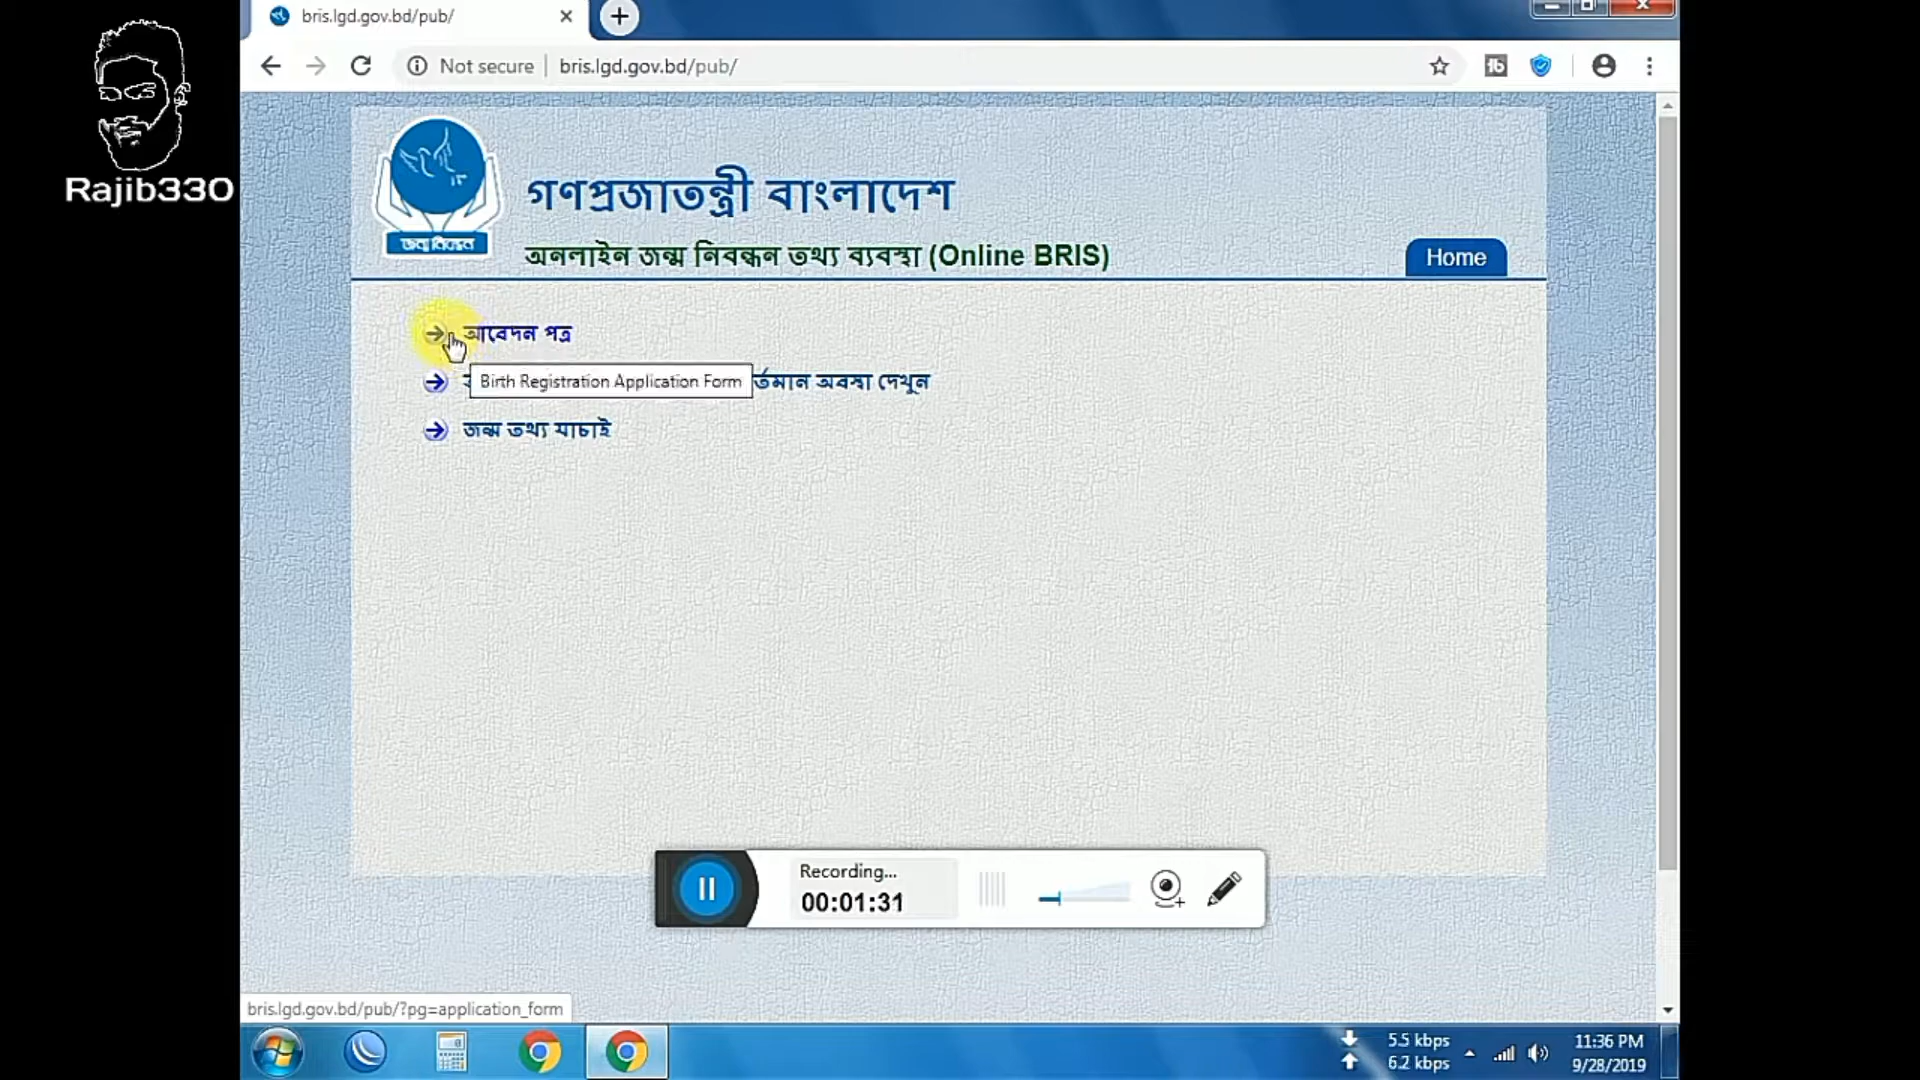 bris.lgd.gov.bd/pub/
Not secure
bris.lgd.gov.bd/pub/
Rajib330
গণপ্রজাতন্ত্রী বাংলাদেশ
জন্ম নিবন্ধন
অনলাইন জন্ম নিবন্ধন তথ্য ব্যবস্থা (Online BRIS)
Home
আবেদন পত্র
Birth Registration Application Form
অবস্থা দেখুন
জন্ম তথ্য যাচাই
Recording...
00:01:31
bris.lgd.gov.bd/pub/?pg=application_form
5.5 kbps
6.2 kbps
11:36 PM
9/28/2019